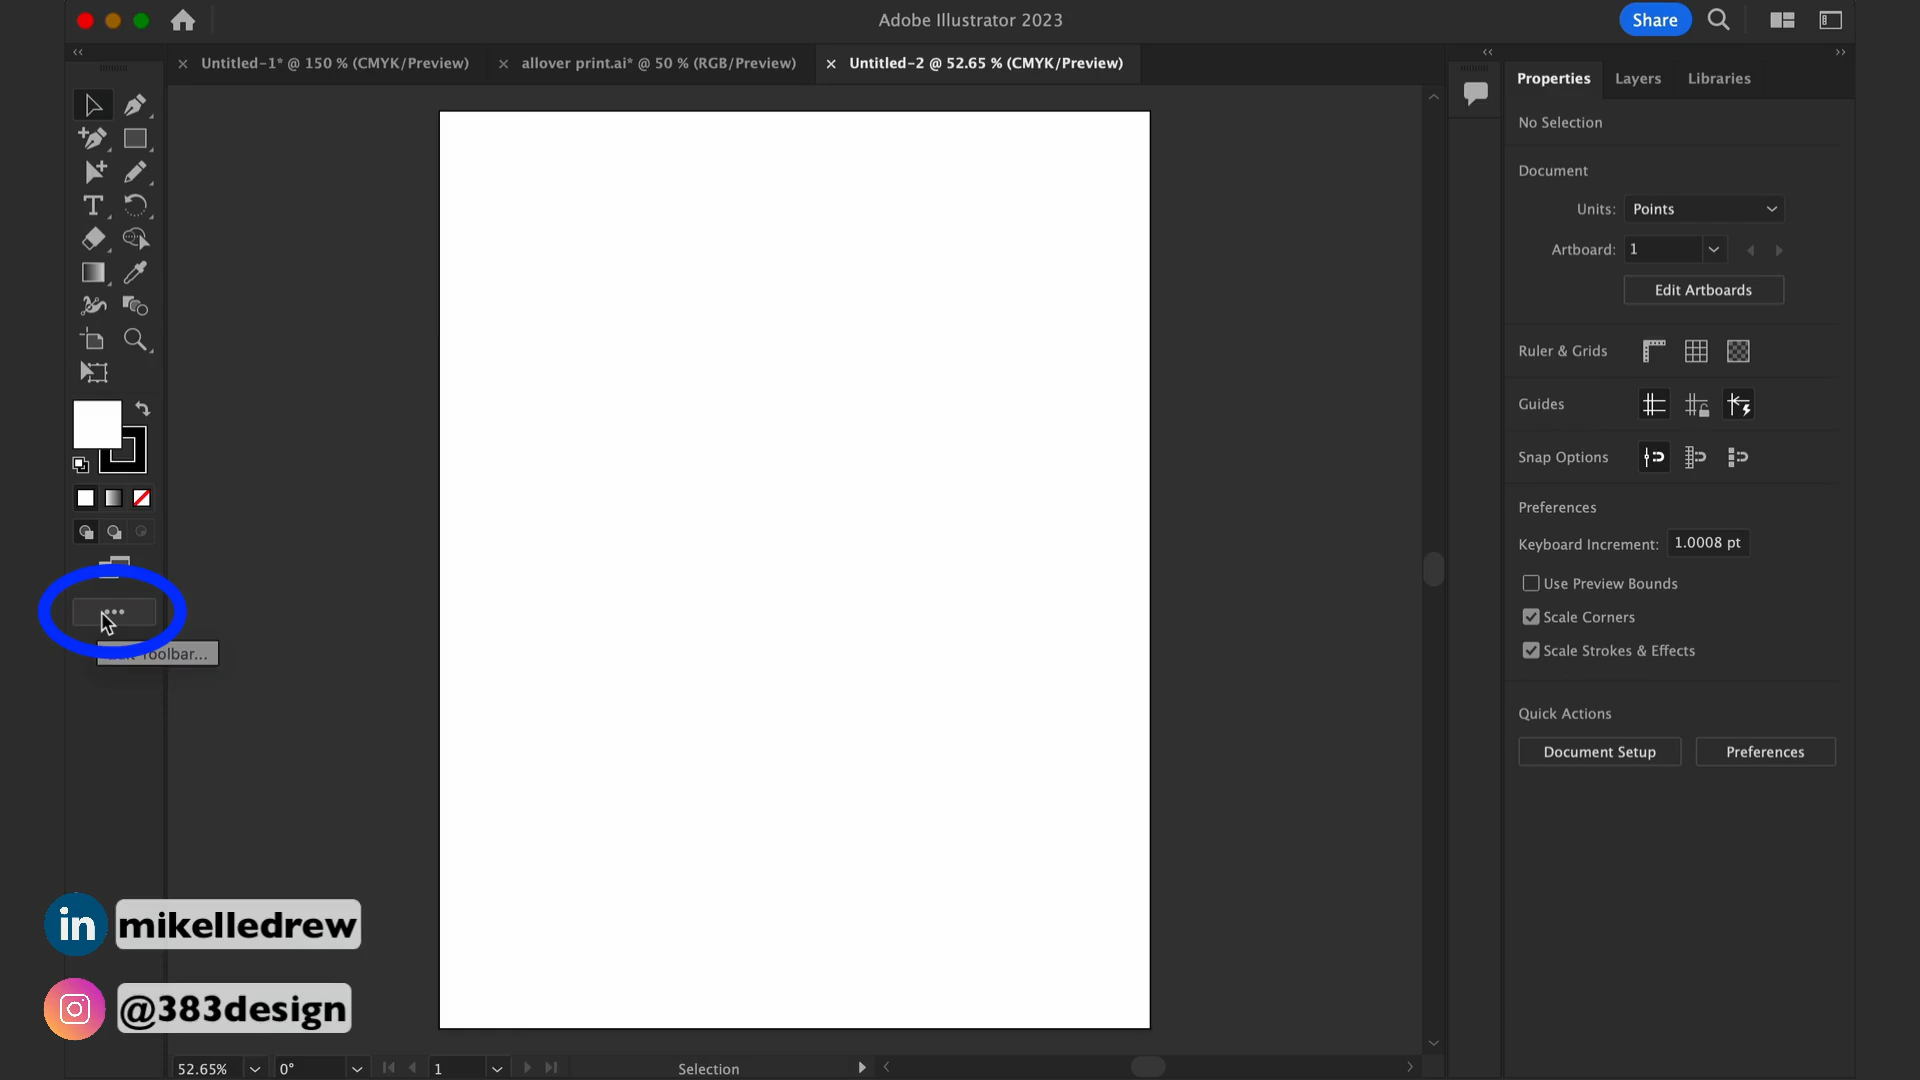 Adobe Illustrator 2023
Share
Untitled-1* @ 150 % (CMYK/Preview)
allover print.ai* @ 50 % (RGB/Preview)
Untitled-2 @ 52.65 % (CMYK/Preview)
Properties
Layers
Libraries
No Selection
Document
Units:
Points
Artboard:
1
Edit Artboards
Ruler & Grids
Guides
Snap Options
Preferences
Keyboard Increment:
1.0008 pt
Use Preview Bounds
Scale Corners
Scale Strokes & Effects
Quick Actions
Document Setup
Preferences
Toolbar...
in
mikelledrew
@383design
52.65%
0°
1
Selection